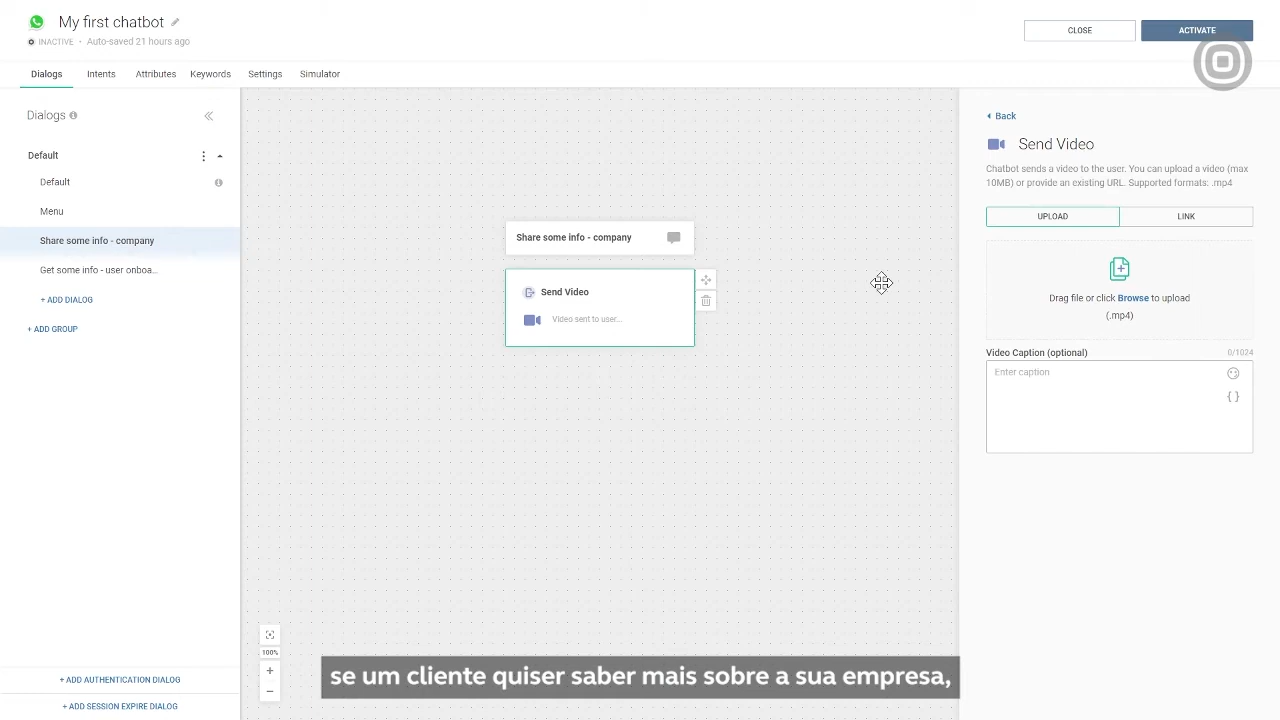 My first chatbot
INACTIVE - Auto-saved 21 hours ago
CLOSE
ACTIVATE
Dialogs
Intents
Attributes
Keywords
Settings
Simulator
Dialogs
Default
Default
Menu
Share some info - company
Get some info - user onboa...
+ ADD DIALOG
+ ADD GROUP
+ ADD AUTHENTICATION DIALOG
+ ADD SESSION EXPIRE DIALOG
Share some info - company
Send Video
Video sent to user...
100%
+
−
Back
Send Video
Chatbot sends a video to the user. You can upload a video (max
10MB) or provide an existing URL. Supported formats: .mp4
UPLOAD
LINK
Drag file or click Browse to upload
(.mp4)
Video Caption (optional)
0/1024
Enter caption
{ }
se um cliente quiser saber mais sobre a sua empresa,